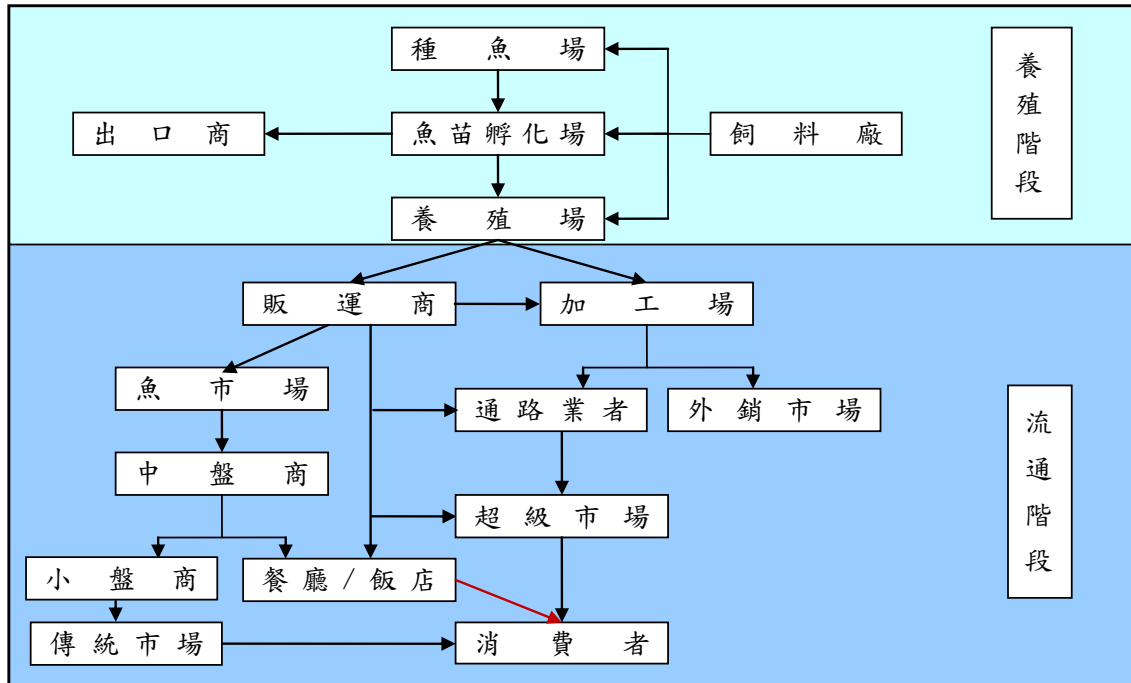 種魚場
養殖階段
出口商
魚苗孵化場
飼料廠
養殖場
販運商
加工場
魚市場
通路業者
外銷市場
流通階段
中盤商
超級市場
小盤商
餐廳/飯店
傳統市場
消費者